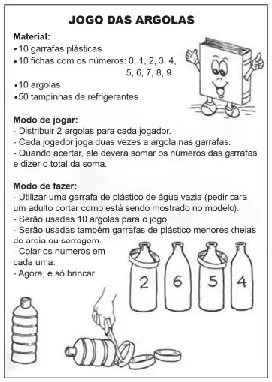 JOGO DAS ARGOLAS
Material:
•10 garrafas plásticas
•10 fichas com os números: 0, 1, 2, 3, 4,
5, 6, 7, 8, 9
•10 argolas
•50 tampinhas de refrigerantes
Modo de jogar:
- Distribuir 2 argolas para cada jogador.
- Cada jogador joga duas vezes a argola nas garrafas.
- Quando acertar, ele devera somar os números das garrafas
e dizer o total da soma.
Modo de fazer:
- Utilizar uma garrafa de plástico de água vazia (pedir para
um adulto cortar como está sendo mostrado no modelo).
- Serão usadas 10 argolas para o jogo
- Serão usadas também garrafas de plástico menores cheias
de areia ou serragem.
- Colar os números em
cada uma.
- Agora, é só brincar
2 6 5 4